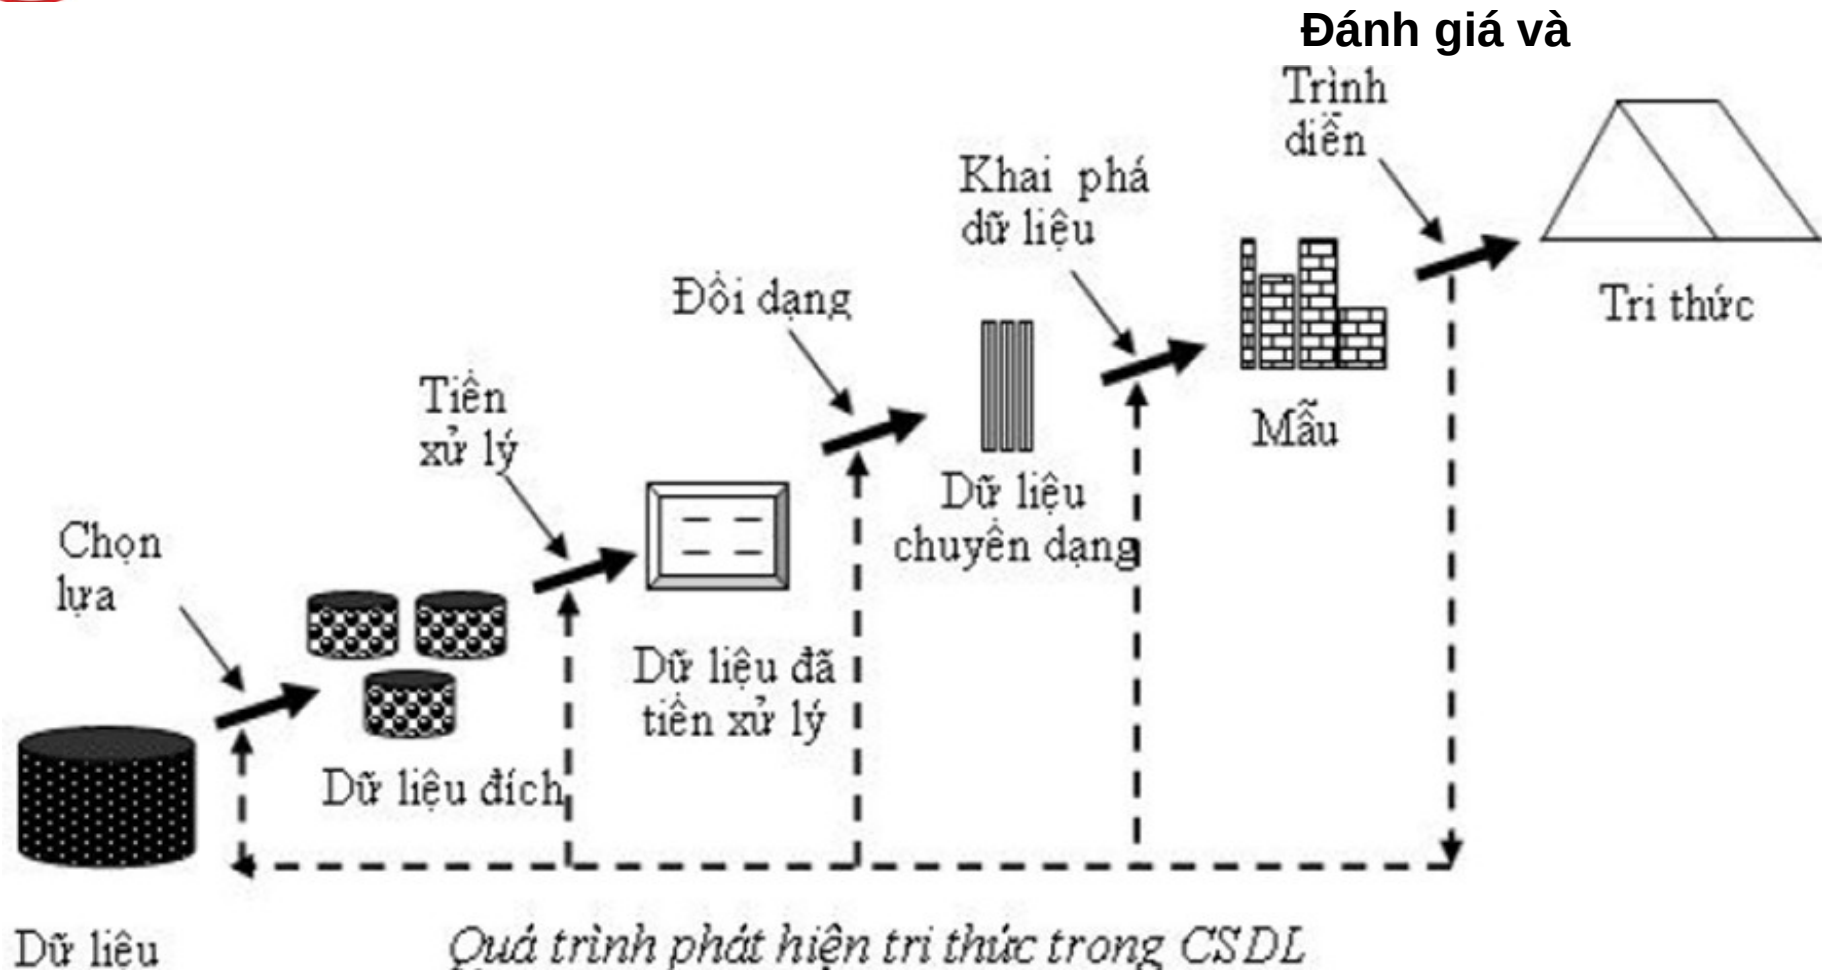 Đánh giá và
Trình
diễn
Khai phá
dữ liệu
Tri thức
Đổi dạng
Mẫu
Tiền
xử lý
Dữ liệu
chuyển dạng
Chọn
lựa
Dữ liệu đã
tiền xử lý
Dữ liệu đích
Dữ liệu
Quá trình phát hiện tri thức trong CSDL